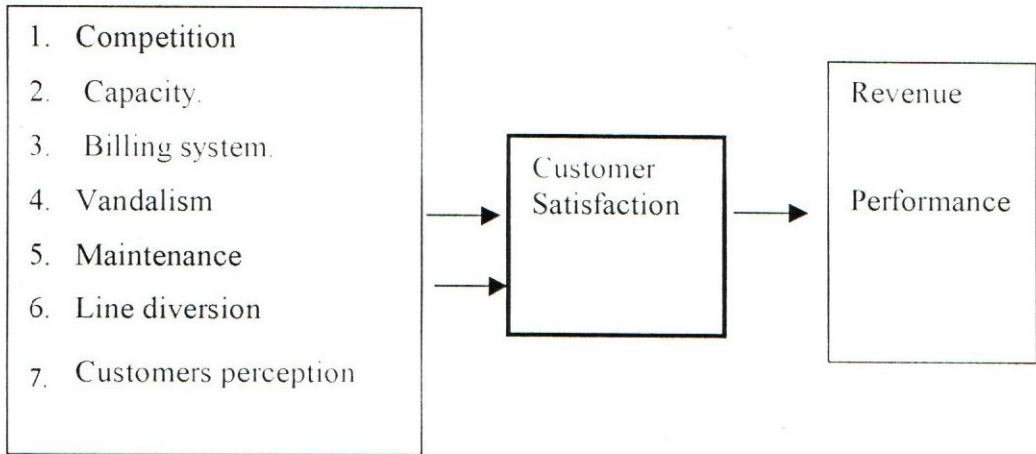 1. Competition
2. Capacity.
3. Billing system.
4. Vandalism
5. Maintenance
6. Line diversion
7. Customers perception
Customer
Satisfaction
Revenue
Performance